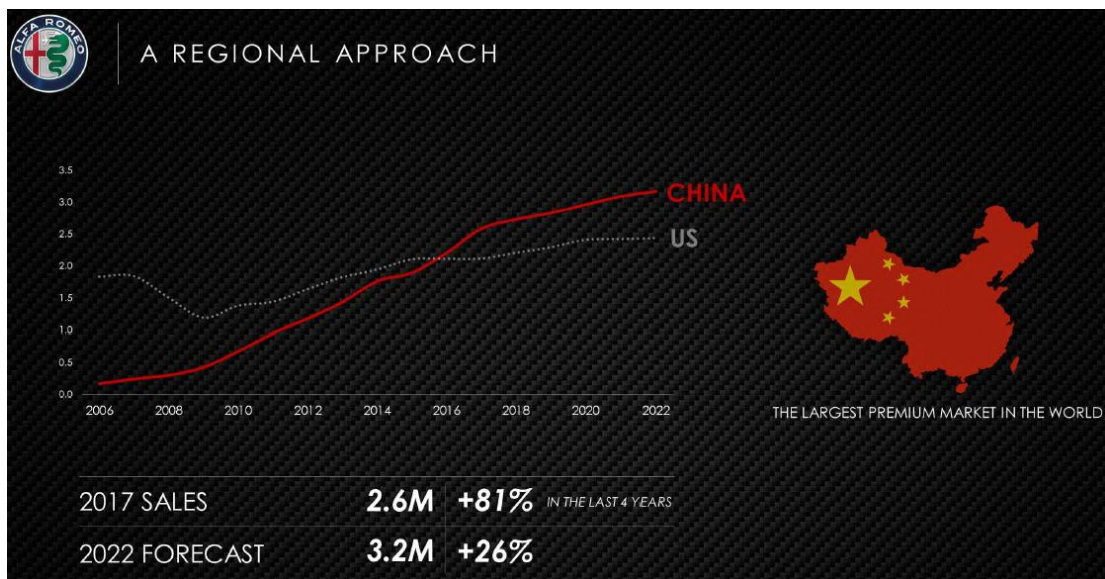 ALFA ROMEO
A REGIONAL APPROACH
3.5
3.0
2.5
2.0
1.5
1.0
0.5
0.0
CHINA
US
2006 2008 2010 2012 2014 2016 2018 2020 2022
THE LARGEST PREMIUM MARKET IN THE WORLD
2017 SALES 2.6M +81% IN THE LAST 4 YEARS
2022 FORECAST 3.2M +26%